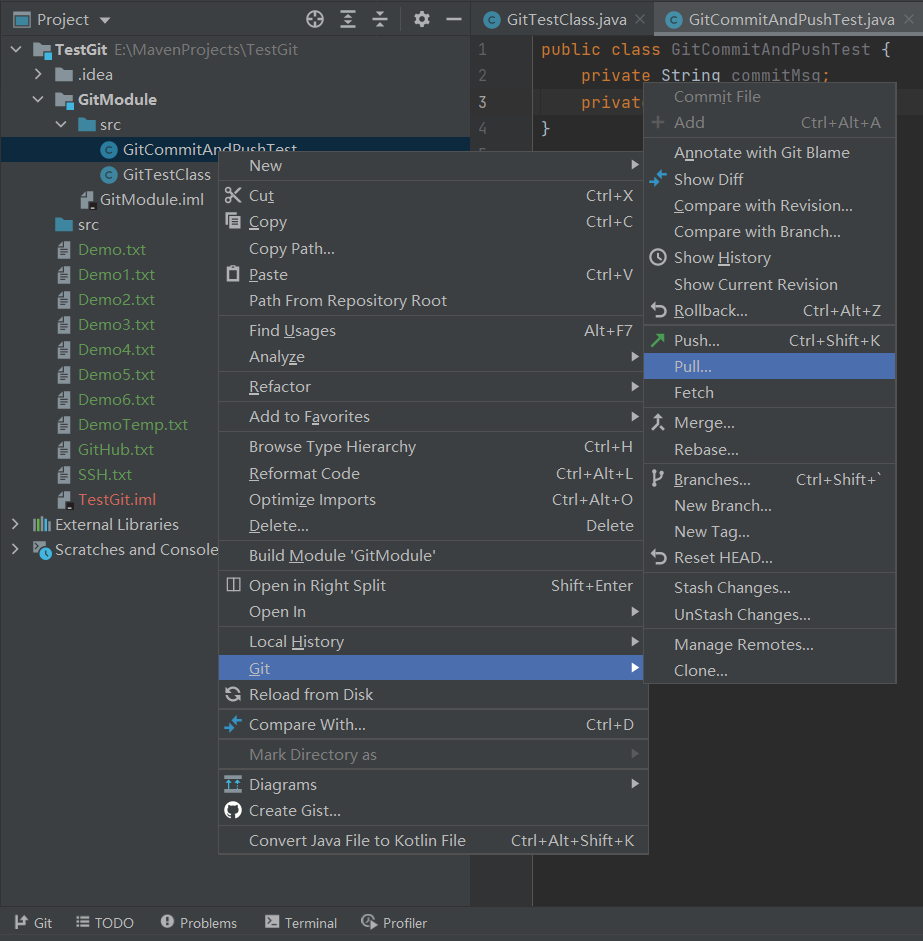 Project
TestGit E:\MavenProjects\TestGit
.idea
GitModule
src
GitCommitAndPushTest
GitTestClass
GitModule.iml
src
Demo.txt
Demo1.txt
Demo2.txt
Demo3.txt
Demo4.txt
Demo5.txt
Demo6.txt
DemoTemp.txt
GitHub.txt
SSH.txt
TestGit.iml
External Libraries
Scratches and Console
GitTestClass.java
GitCommitAndPushTest.java
1 public class GitCommitAndPushTest {
2 private String commitMsg;
3 privat
4 }
New
Cut Ctrl+X
Copy Ctrl+C
Copy Path...
Paste Ctrl+V
Path From Repository Root
Find Usages Alt+F7
Analyze
Refactor
Add to Favorites
Browse Type Hierarchy Ctrl+H
Reformat Code Ctrl+Alt+L
Optimize Imports Ctrl+Alt+O
Delete... Delete
Build Module 'GitModule'
Open in Right Split Shift+Enter
Open In
Local History
Git
Reload from Disk
Compare With... Ctrl+D
Mark Directory as
Diagrams
Create Gist...
Convert Java File to Kotlin File Ctrl+Alt+Shift+K
Commit File
Add Ctrl+Alt+A
Annotate with Git Blame
Show Diff
Compare with Revision...
Compare with Branch...
Show History
Show Current Revision
Rollback... Ctrl+Alt+Z
Push... Ctrl+Shift+K
Pull...
Fetch
Merge...
Rebase...
Branches... Ctrl+Shift+`
New Branch...
New Tag...
Reset HEAD...
Stash Changes...
UnStash Changes...
Manage Remotes...
Clone...
Git TODO Problems Terminal Profiler